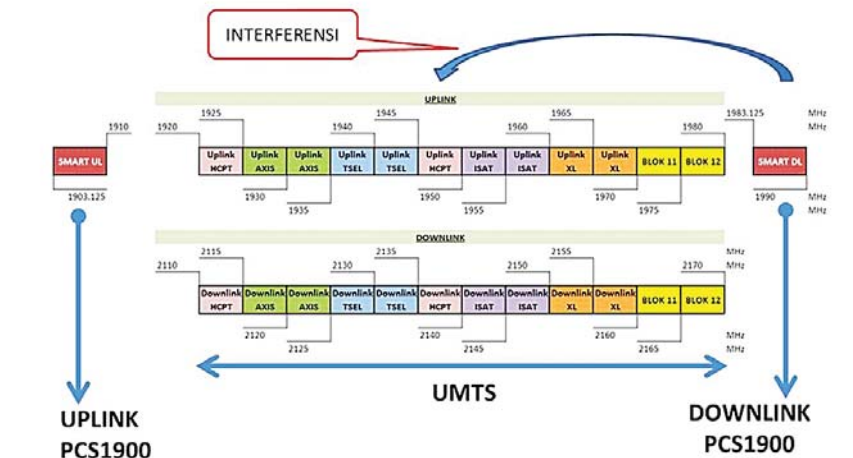 INTERFERENSI
UPLINK
1925 1945 1965 1983.125 MHz
1910 1920 1940 1960 1980 MHz
SMART UL
Uplink HCPT
Uplink AXIS
Uplink AXIS
Uplink TSEL
Uplink TSEL
Uplink HCPT
Uplink ISAT
Uplink ISAT
Uplink XL
Uplink XL
BLOK 11
BLOK 12
SMART DL
1903.125 1930 1950 1970 1990 MHz
1935 1955 1975 MHz
DOWNLINK
2115 2135 2155 MHz
2110 2130 2150 2170 MHz
Downlink HCPT
Downlink AXIS
Downlink AXIS
Downlink TSEL
Downlink TSEL
Downlink HCPT
Downlink ISAT
Downlink ISAT
Downlink XL
Downlink XL
BLOK 11
BLOK 12
2120 2140 2160 MHz
2125 2145 2165 MHz
UMTS
UPLINK
PCS1900
DOWNLINK
PCS1900